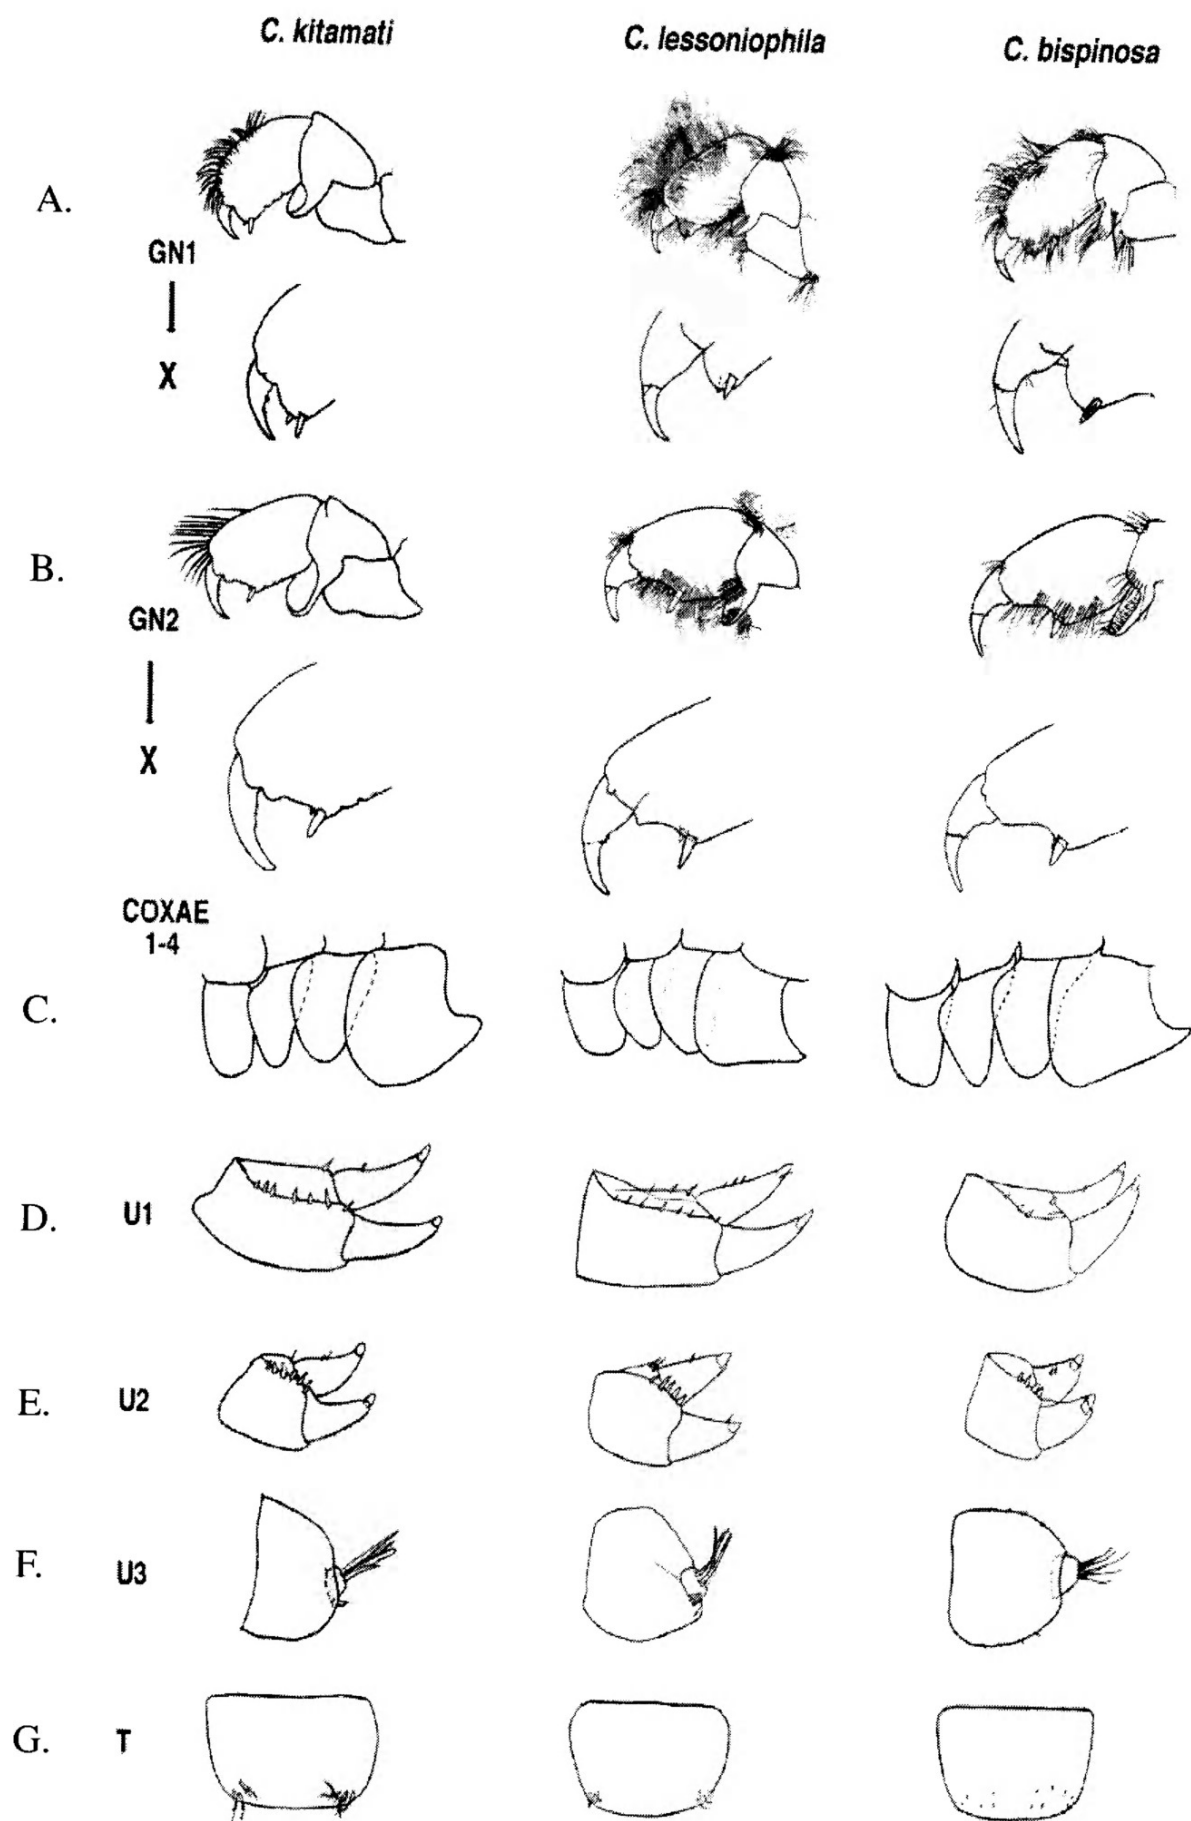 C. kitamati
C. lessoniophila
C. bispinosa
A.
GN1
X
B.
GN2
X
COXAE
1-4
C.
D.
U1
E.
U2
F.
U3
G.
T